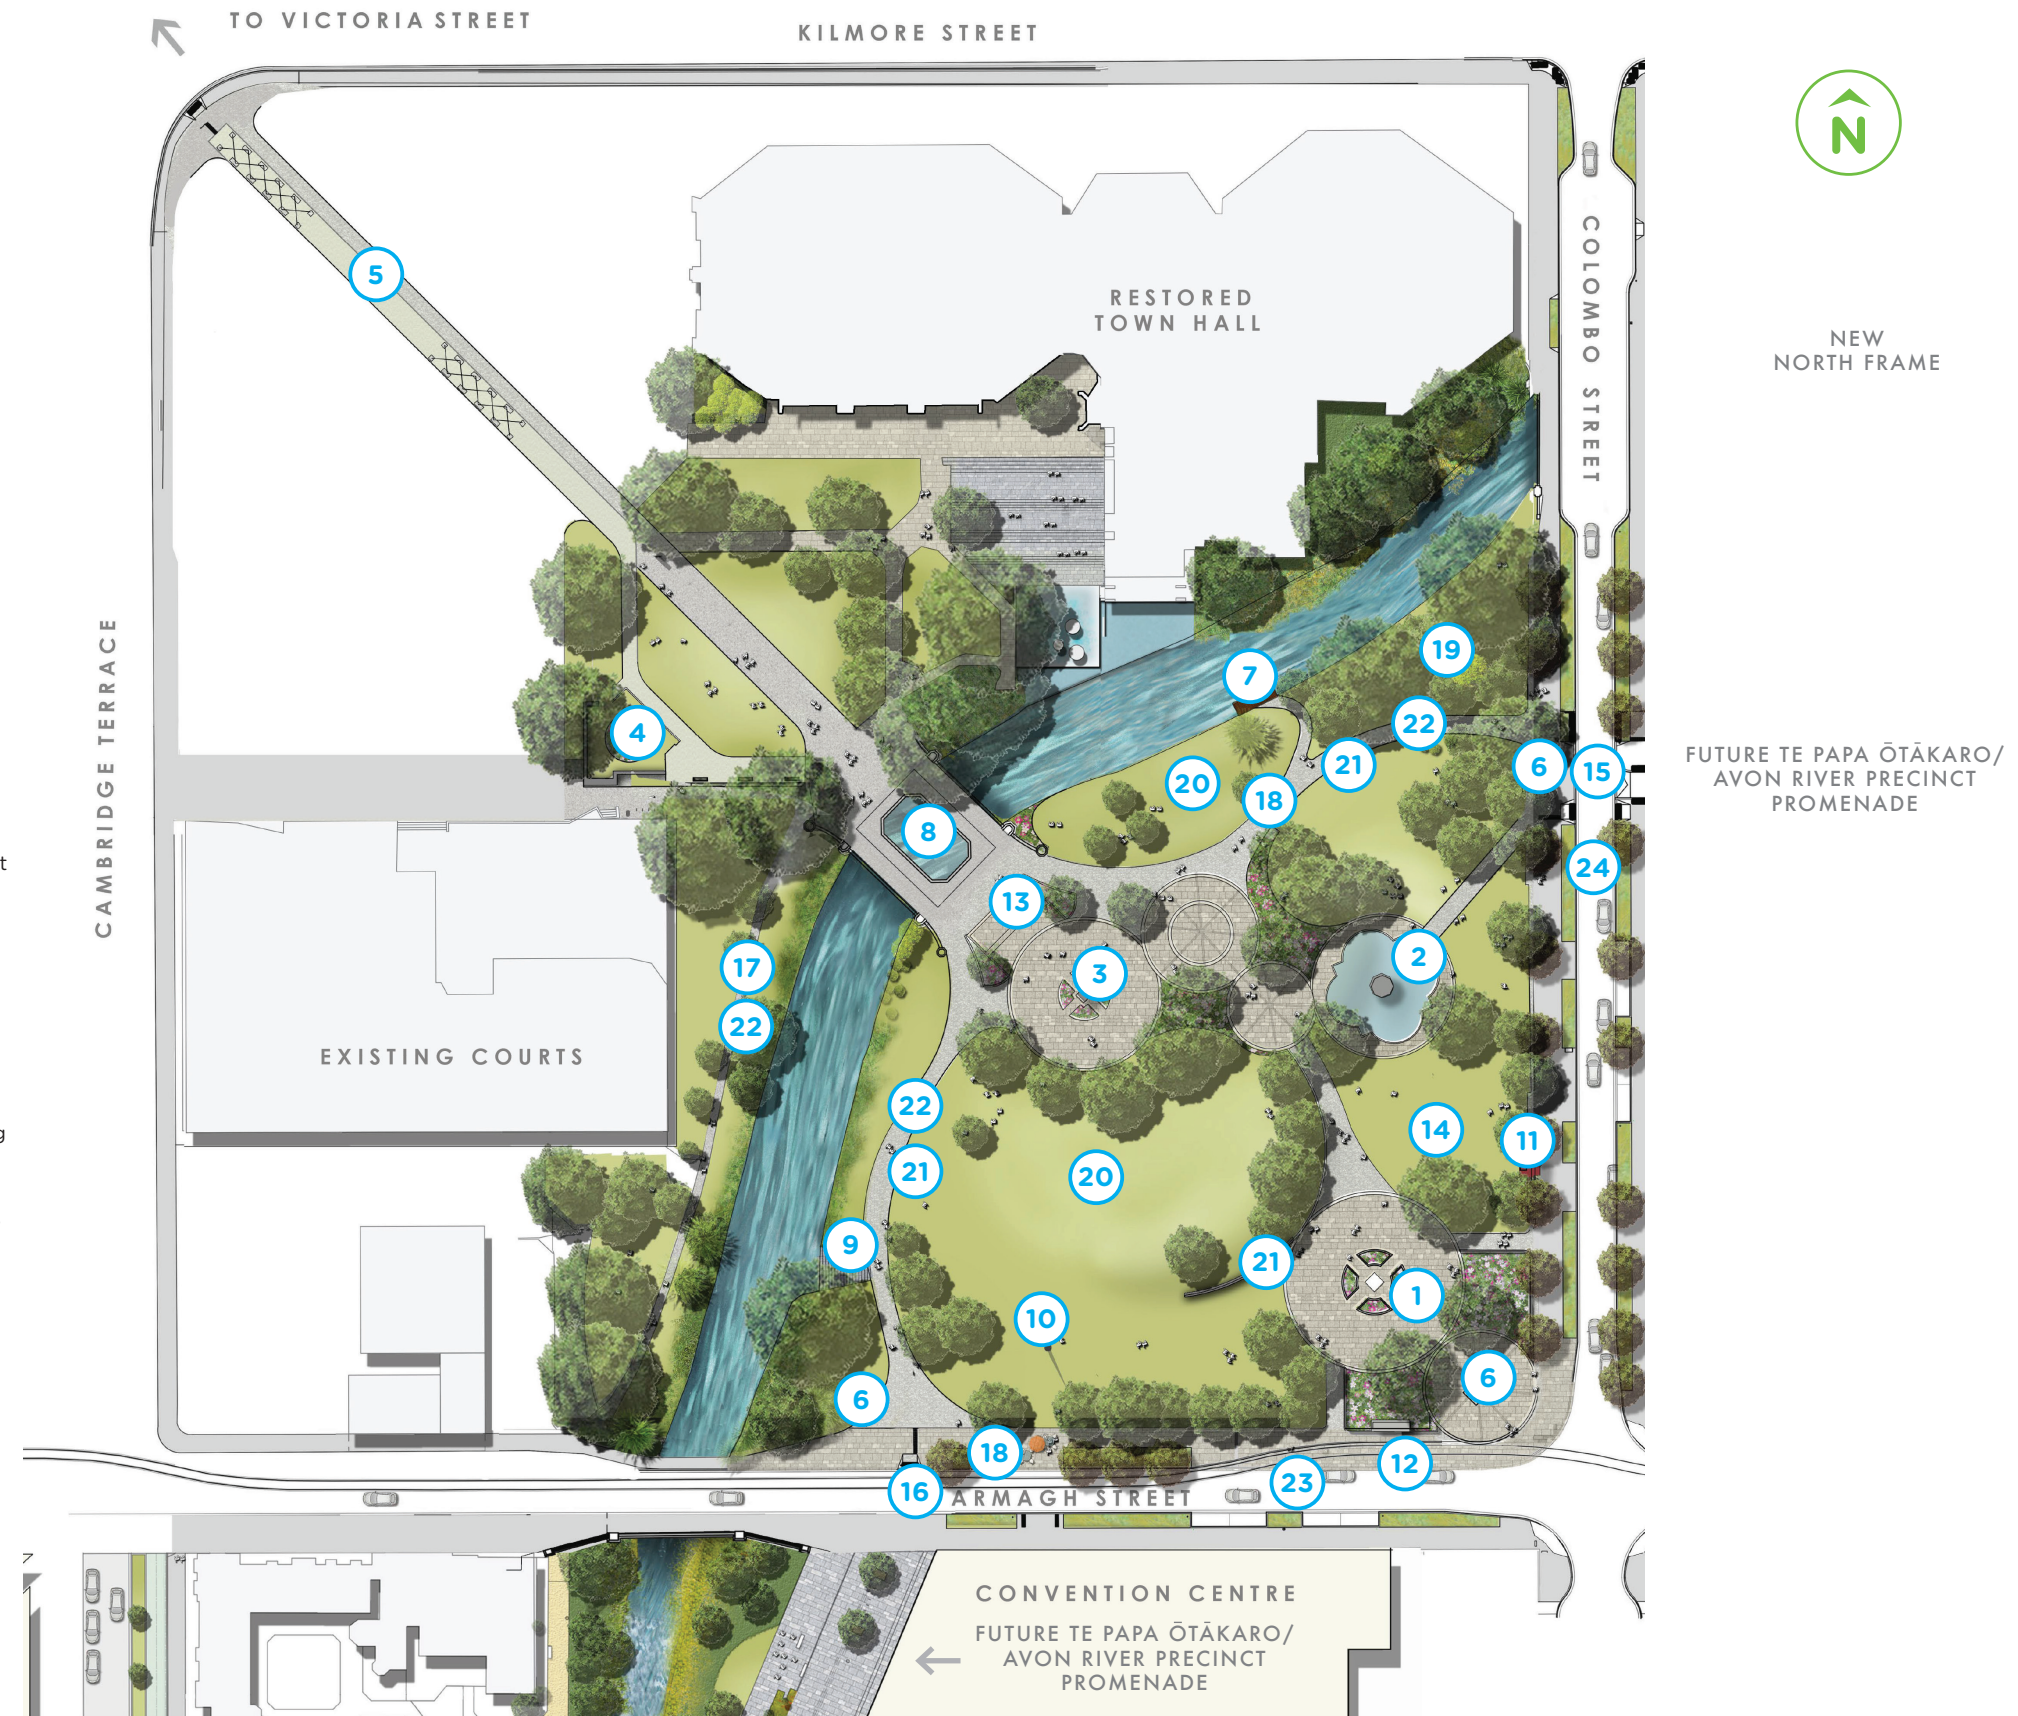 TO VICTORIA STREET
KILMORE STREET
N
5
COLOMBO STREET
RESTORED
TOWN HALL
NEW
NORTH FRAME
CAMBRIDGE TERRACE
19
7
22
4
21
6
15
FUTURE TE PAPA ŌTĀKARO/
AVON RIVER PRECINCT
PROMENADE
20
18
8
t
24
13
2
17
3
22
EXISTING COURTS
22
14
11
g
21
20
9
21
1
10
6
6
18
12
23
16
ARMAGH STREET
CONVENTION CENTRE
FUTURE TE PAPA ŌTĀKARO/
AVON RIVER PRECINCT
PROMENADE